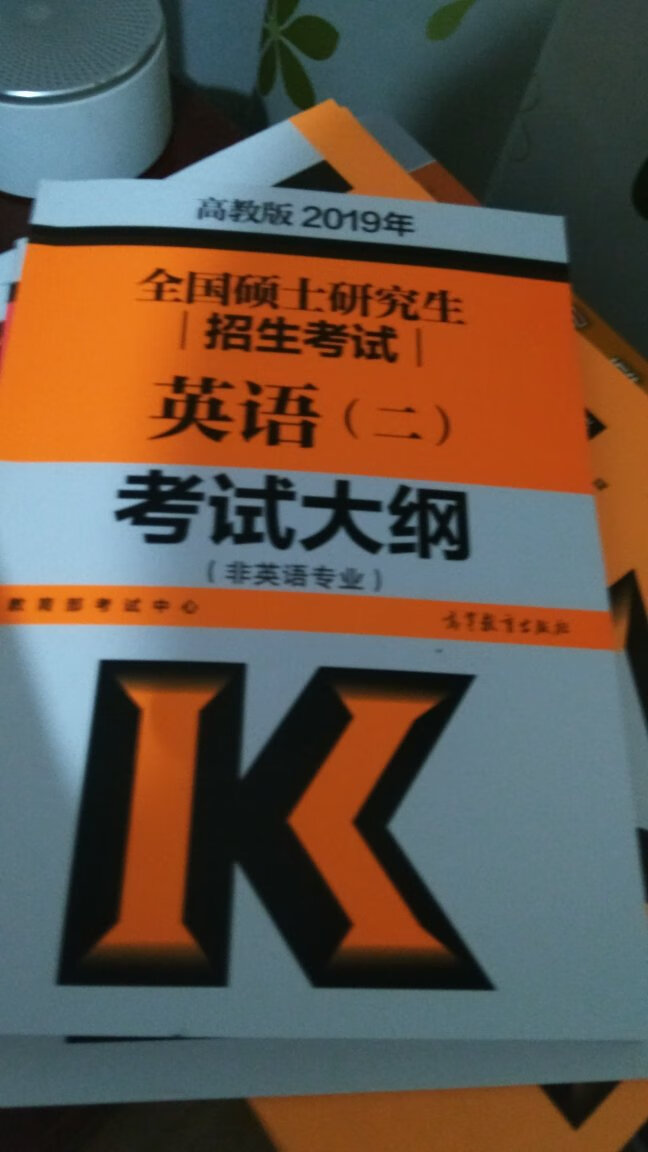 高教版 2019年
全国硕士研究生
招生考试
英语（二）
考试大纲
（非英语专业）
教育部考试中心
高等教育出版社
K